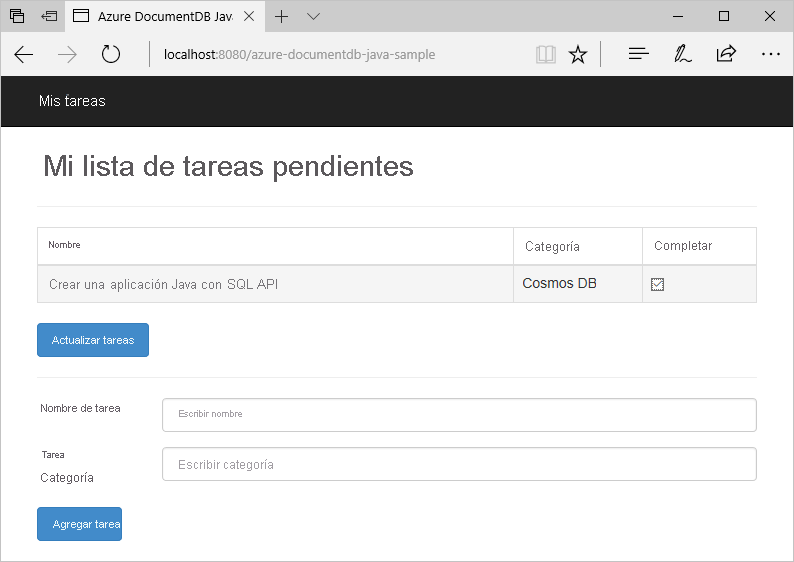 Azure DocumentDB Jav
localhost:8080/azure-documentdb-java-sample
Mis tareas
Mi lista de tareas pendientes
Nombre Categoría Completar
Crear una aplicación Java con SQL API Cosmos DB
Actualizar tareas
Nombre de tarea Escribir nombre
Tarea
Categoría Escribir categoría
Agregar tarea